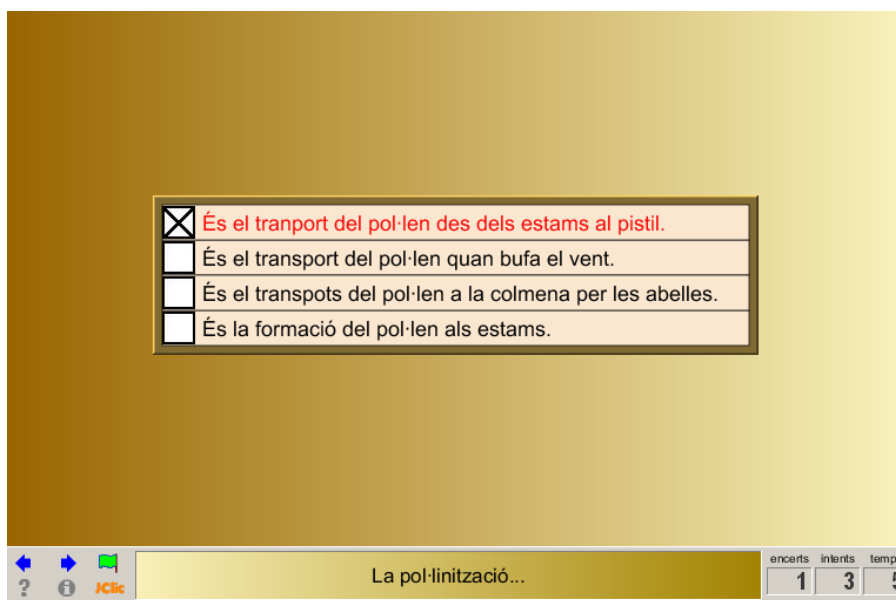 És el tranport del pol·len des dels estams al pistil.
És el transport del pol·len quan bufa el vent.
És el transpots del pol·len a la colmena per les abelles.
És la formació del pol·len als estams.
La pol·linització...
encerts intents temp
1 3 5
? i JClic